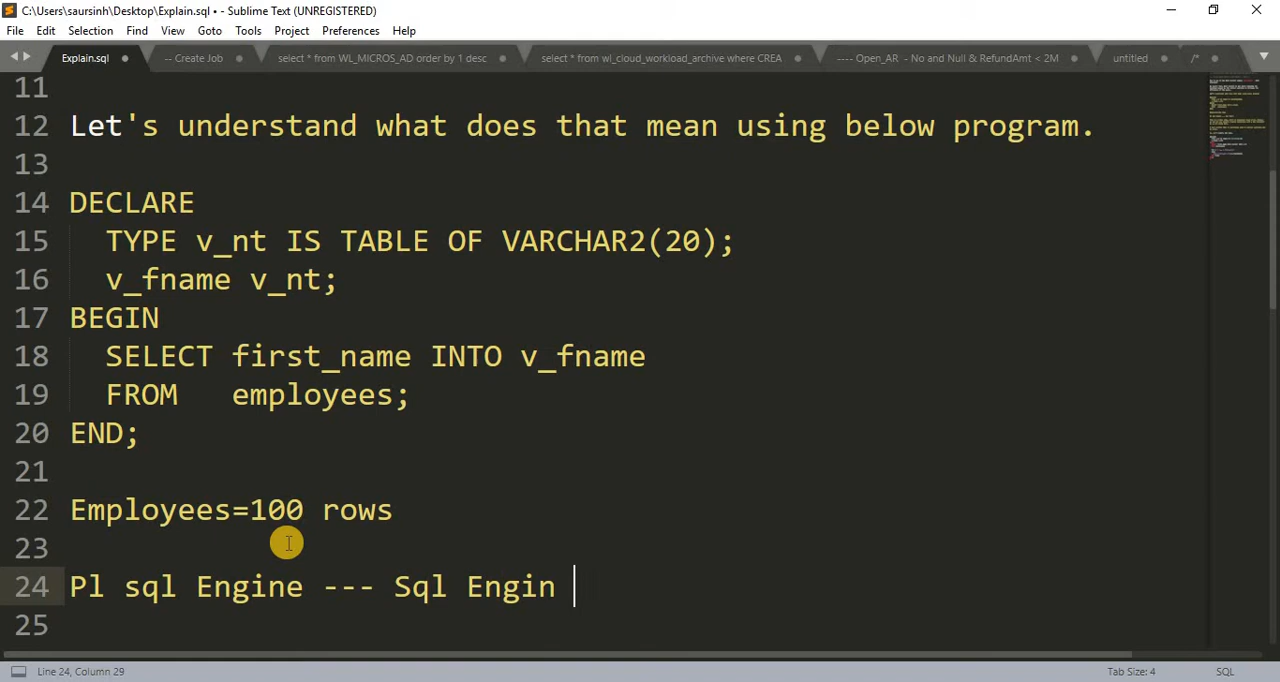 C:\Users\saursinh\Desktop\Explain.sql • - Sublime Text (UNREGISTERED)
File Edit Selection Find View Goto Tools Project Preferences Help
Explain.sql -- Create Job select * from WL_MICROS_AD order by 1 desc select * from wl_cloud_workload_archive where CREA ---- Open_AR - No and Null & RefundAmt < 2M untitled /*
11
12 Let's understand what does that mean using below program.
13
14 DECLARE
15 TYPE v_nt IS TABLE OF VARCHAR2(20);
16 v_fname v_nt;
17 BEGIN
18 SELECT first_name INTO v_fname
19 FROM employees;
20 END;
21
22 Employees=100 rows
23
24 Pl sql Engine --- Sql Engin
25
Line 24, Column 29 Tab Size: 4 SQL